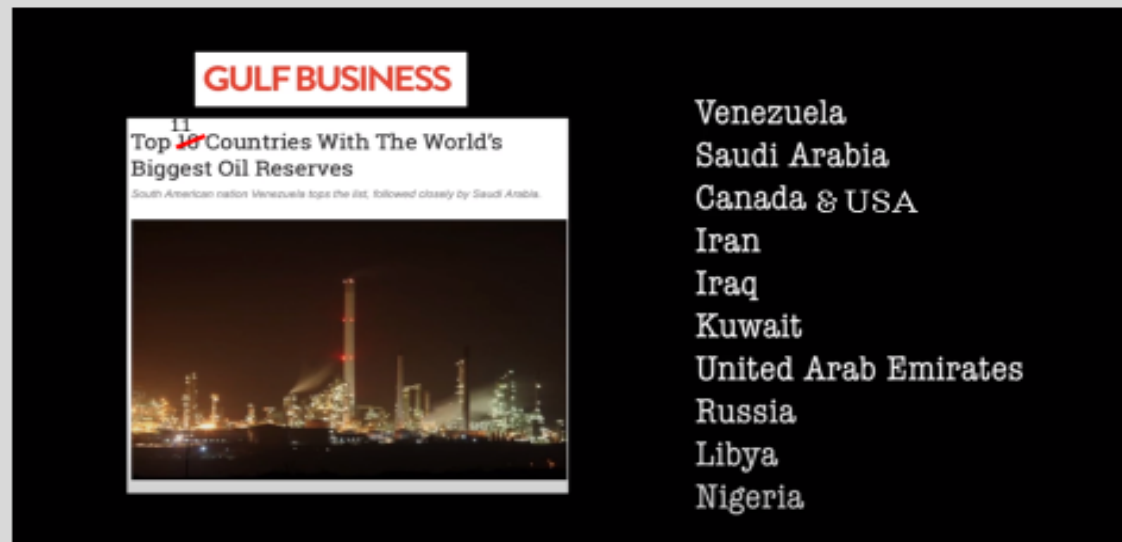 GULF BUSINESS
11
Top 10 Countries With The World's
Biggest Oil Reserves
South American nation Venezuela tops the list, followed closely by Saudi Arabia.
Venezuela
Saudi Arabia
Canada & USA
Iran
Iraq
Kuwait
United Arab Emirates
Russia
Libya
Nigeria